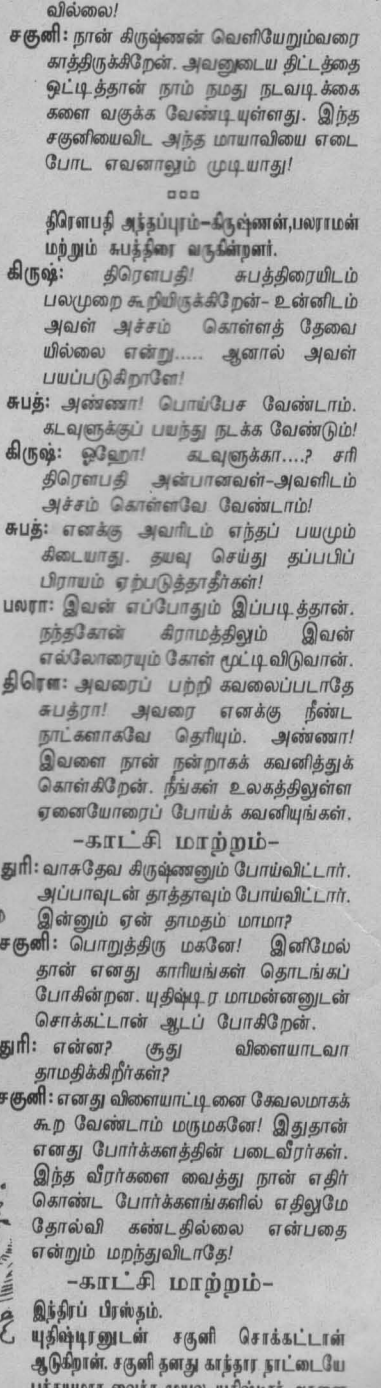 வில்லை!
சகுனி: நான் கிருஷ்ணன் வெளியேறும்வரை
காத்திருக்கிறேன். அவனுடைய திட்டத்தை
ஒட்டித்தான் நாம் நமது நடவடிக்கை
களை வகுக்க வேண்டியுள்ளது. இந்த
சகுனியைவிட அந்த மாயாவியை எடை
போட எவனாலும் முடியாது!
□□□
திரௌபதி அந்தப்புரம்-கிருஷ்ணன்,பலராமன்
மற்றும் சுபத்திரை வருகின்றனர்.
கிருஷ்: திரௌபதி! சுபத்திரையிடம்
பலமுறை கூறியிருக்கிறேன்- உன்னிடம்
அவள் அச்சம் கொள்ளத் தேவை
யில்லை என்று..... ஆனால் அவள்
பயப்படுகிறாளே!
சுபத்: அண்ணா! பொய்பேச வேண்டாம்.
கடவுளுக்குப் பயந்து நடக்க வேண்டும்!
கிருஷ்: ஓஹோ! கடவுளுக்கா....? சரி
திரௌபதி அன்பானவள்-அவளிடம்
அச்சம் கொள்ளவே வேண்டாம்!
சுபத்: எனக்கு அவரிடம் எந்தப் பயமும்
கிடையாது. தயவு செய்து தப்பபிப்
பிராயம் ஏற்படுத்தாதீர்கள்!
பலரா: இவன் எப்போதும் இப்படித்தான்.
நந்தகோன் கிராமத்திலும் இவன்
எல்லோரையும் கோள் மூட்டிவிடுவான்.
திரௌ: அவரைப் பற்றி கவலைப்படாதே
சுபத்ரா! அவரை எனக்கு நீண்ட
நாட்களாகவே தெரியும். அண்ணா!
இவளை நான் நன்றாகக் கவனித்துக்
கொள்கிறேன். நீங்கள் உலகத்திலுள்ள
ஏனையோரைப் போய்க் கவனியுங்கள்.
-காட்சி மாற்றம்-
துரி: வாசுதேவ கிருஷ்ணனும் போய்விட்டார்.
அப்பாவுடன் தாத்தாவும் போய்விட்டார்.
இன்னும் ஏன் தாமதம் மாமா?
சகுனி: பொறுத்திரு மகனே! இனிமேல்
தான் எனது காரியங்கள் தொடங்கப்
போகின்றன. யுதிஷ்டிர மாமன்னனுடன்
சொக்கட்டான் ஆடப் போகிறேன்.
துரி: என்ன? சூது விளையாடவா
தாமதிக்கிறீர்கள்?
சகுனி: எனது விளையாட்டினை கேவலமாகக்
கூற வேண்டாம் மருமகனே! இதுதான்
எனது போர்க்களத்தின் படைவீரர்கள்.
இந்த வீரர்களை வைத்து நான் எதிர்
கொண்ட போர்க்களங்களில் எதிலுமே
தோல்வி கண்டதில்லை என்பதை
என்றும் மறந்துவிடாதே!
-காட்சி மாற்றம்-
இந்திரப் பிரஸ்தம்.
யுதிஷ்டிரனுடன் சகுனி சொக்கட்டான்
ஆடுகிறான். சகுனி தனது காந்தார நாட்டையே